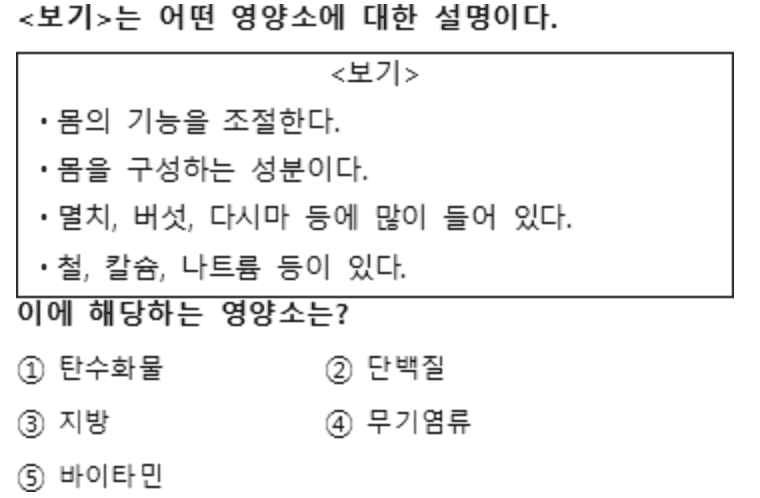 <보기>는 어떤 영양소에 대한 설명이다.
<보기>
・몸의 기능을 조절한다.
・몸을 구성하는 성분이다.
・멸치, 버섯, 다시마 등에 많이 들어 있다.
・철, 칼슘, 나트륨 등이 있다.
이에 해당하는 영양소는?
① 탄수화물 ② 단백질
③ 지방 ④ 무기염류
⑤ 바이타민